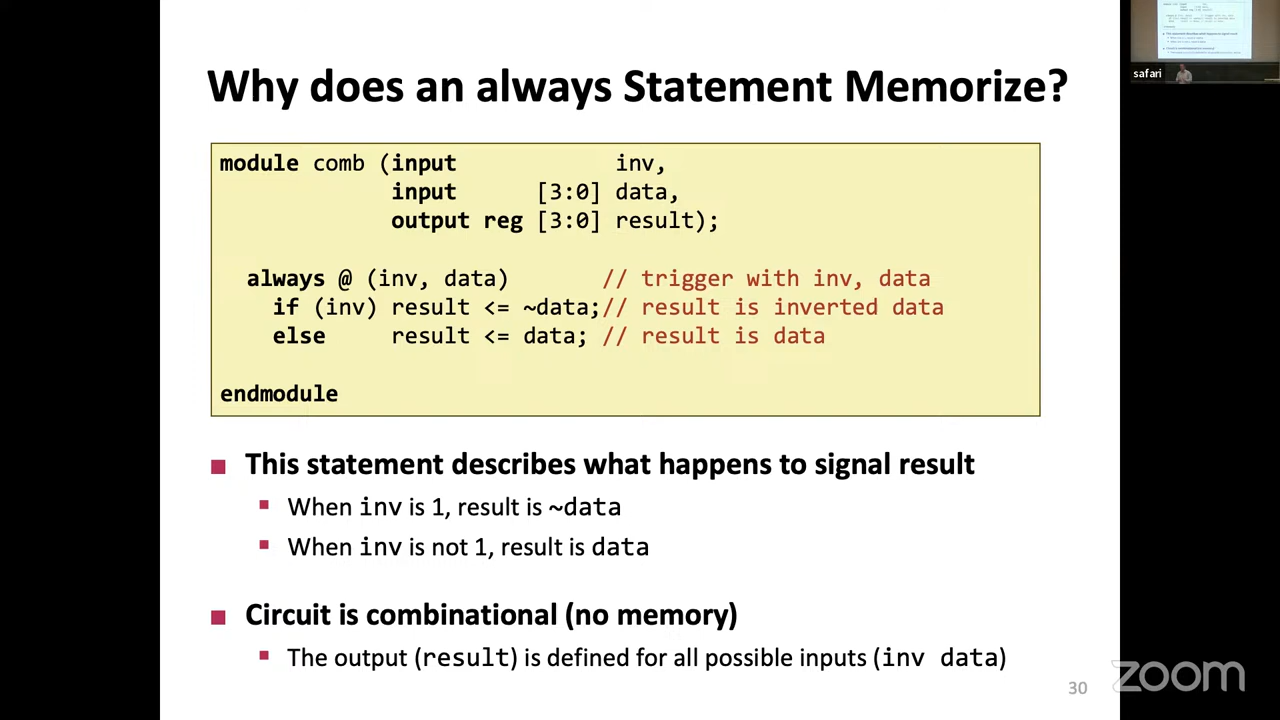 Why does an always Statement Memorize?
module comb (input inv,
input [3:0] data,
output reg [3:0] result);
always @ (inv, data) // trigger with inv, data
if (inv) result <= ~data;// result is inverted data
else result <= data; // result is data
endmodule
This statement describes what happens to signal result
When inv is 1, result is ~data
When inv is not 1, result is data
Circuit is combinational (no memory)
The output (result) is defined for all possible inputs (inv data)
30
zoom
safari